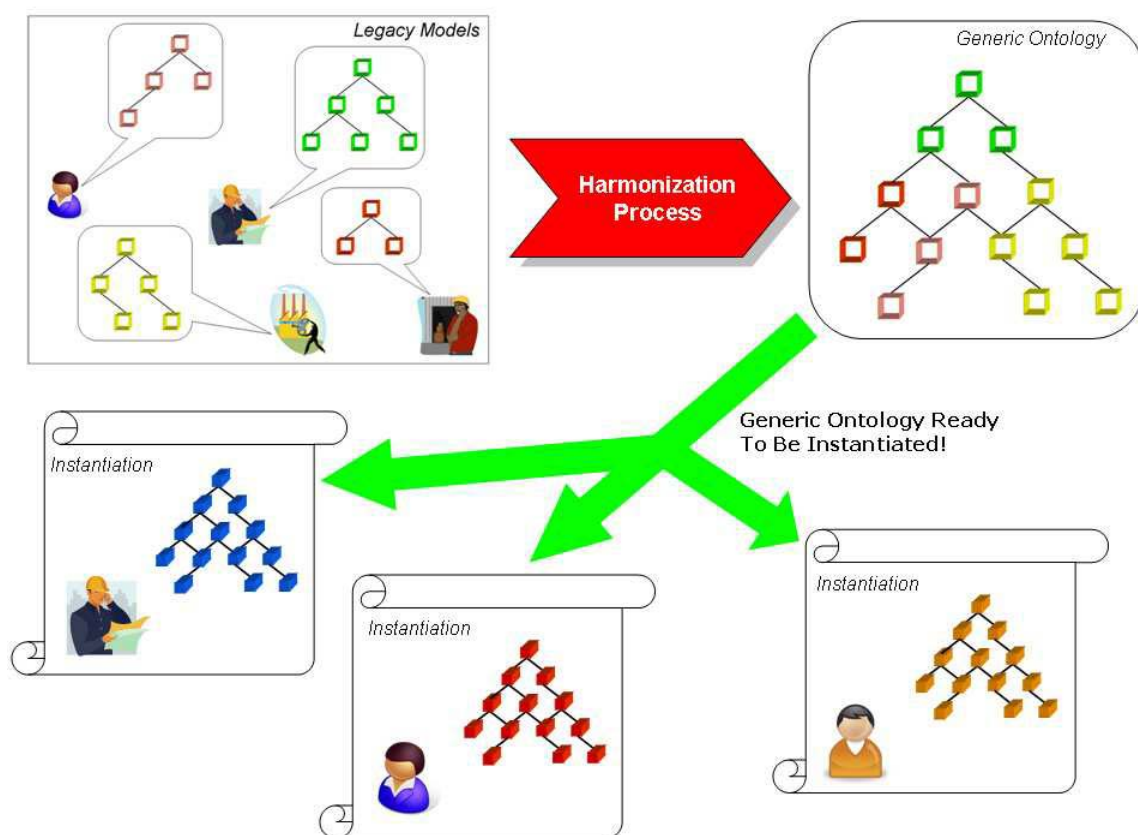 Legacy Models
Generic Ontology
Harmonization
Process
Generic Ontology Ready
To Be Instantiated!
Instantiation
Instantiation
Instantiation